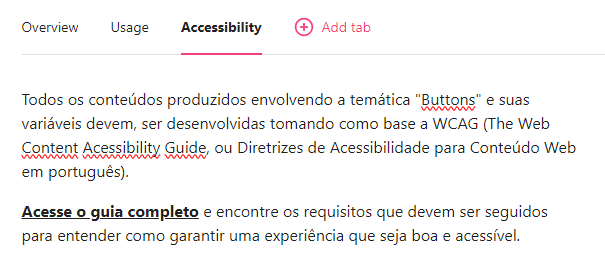 Overview Usage Accessibility Add tab
Todos os conteúdos produzidos envolvendo a temática "Buttons" e suas
variáveis devem, ser desenvolvidas tomando como base a WCAG (The Web
Content Acessibility Guide, ou Diretrizes de Acessibilidade para Conteúdo Web
em português).
Acesse o guia completo e encontre os requisitos que devem ser seguidos
para entender como garantir uma experiência que seja boa e acessível.